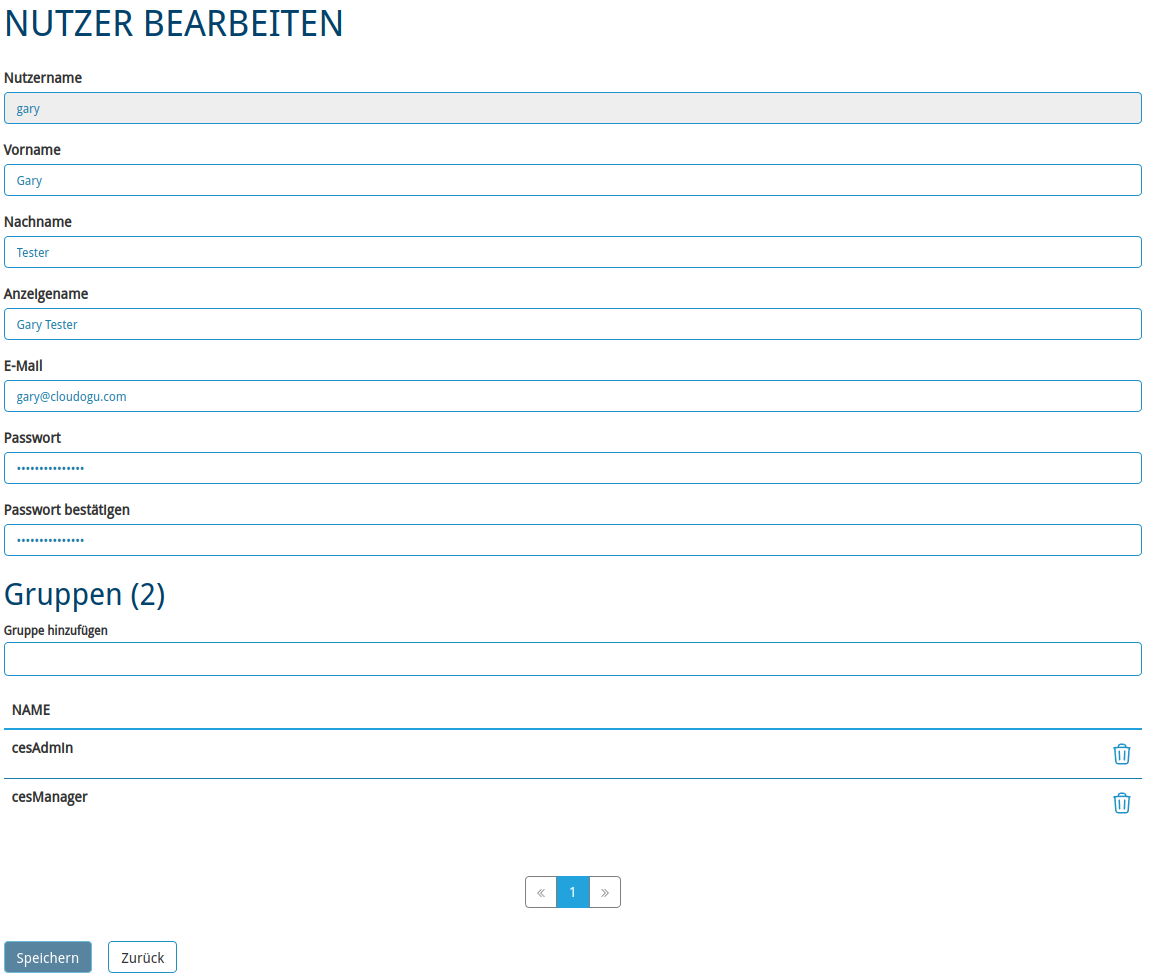 NUTZER BEARBEITEN
Nutzername
gary
Vorname
Gary
Nachname
Tester
Anzeigename
Gary Tester
E-Mail
gary@cloudogu.com
Passwort
•••••••••••••••
Passwort bestätigen
•••••••••••••••
Gruppen (2)
Gruppe hinzufügen
NAME
cesAdmin
cesManager
« 1 »
Speichern Zurück